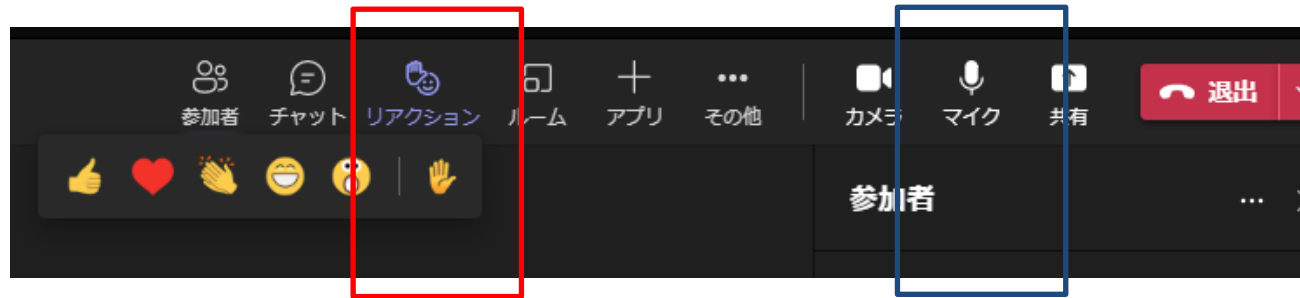 参加者 チャット リアクション ルーム アプリ その他 カメラ マイク 共有 退出
参加者